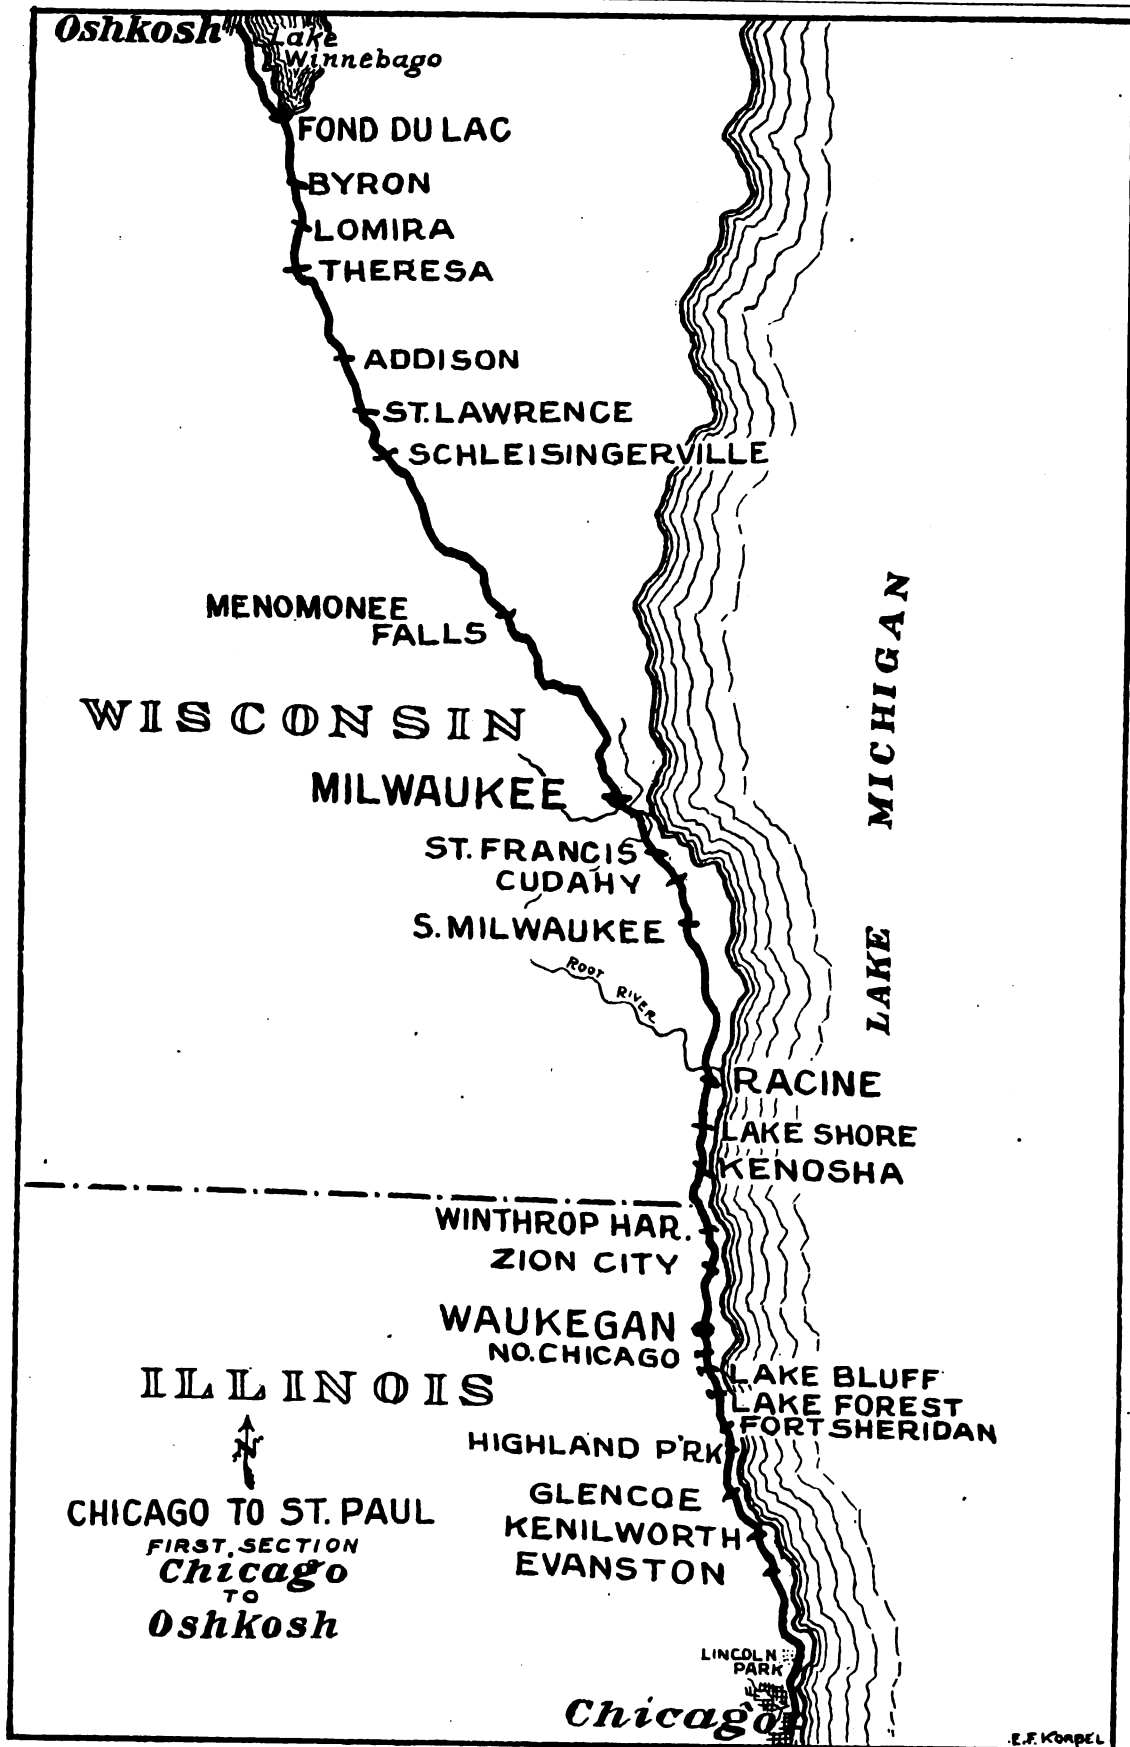 Oshkosh
Lake
Winnebago
FOND DU LAC
BYRON
LOMIRA
THERESA
ADDISON
ST. LAWRENCE
SCHLEISINGERVILLE
MENOMONEE
FALLS
LAKE MICHIGAN
WISCONSIN
MILWAUKEE
ST. FRANCIS
CUDAHY
S. MILWAUKEE
ROOT RIVER
RACINE
LAKE SHORE
KENOSHA
WINTHROP HAR.
ZION CITY
WAUKEGAN
NO. CHICAGO
LAKE BLUFF
LAKE FOREST
FORT SHERIDAN
ILLINOIS
N
HIGHLAND P'RK
GLENCOE
KENILWORTH
EVANSTON
CHICAGO TO ST. PAUL
FIRST SECTION
Chicago
TO
Oshkosh
LINCOLN
PARK
Chicago
E.F. KORPEL